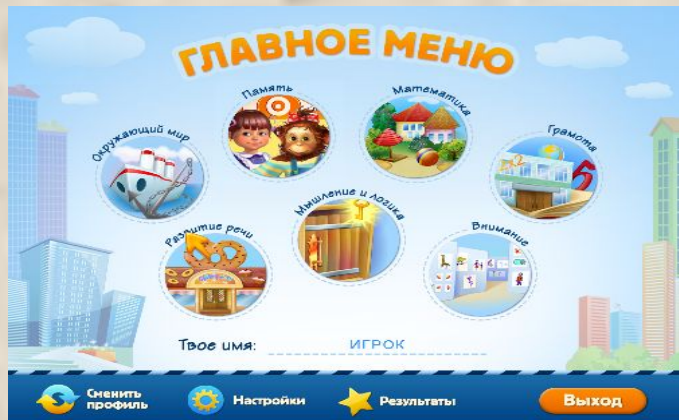 ГЛАВНОЕ МЕНЮ
Память
Математика
Окружающий мир
Грамота
Мышление и логика
Развитие речи
Внимание
Твое имя: ИГРОК
Сменить
профиль
Настройки
Результаты
Выход